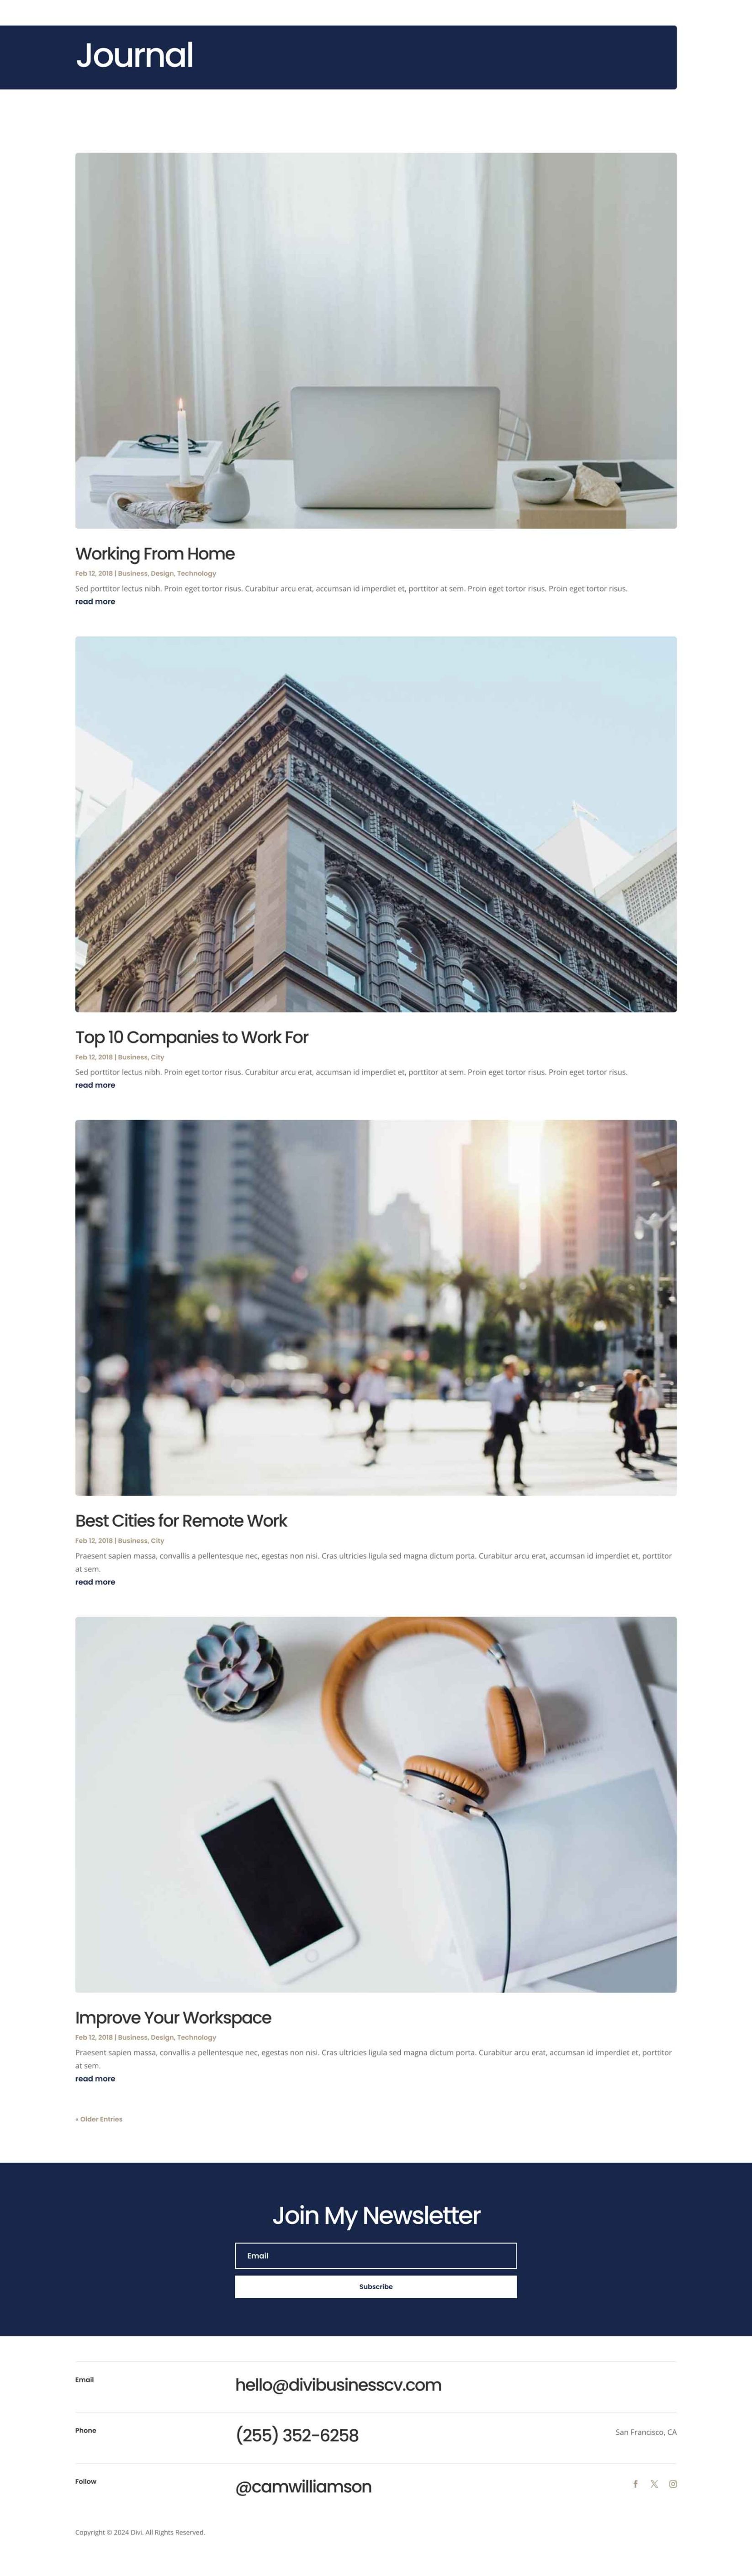 Journal
Working From Home
Feb 12, 2018 | Business, Design, Technology
Sed porttitor lectus nibh. Proin eget tortor risus. Curabitur arcu erat, accumsan id imperdiet et, porttitor at sem. Proin eget tortor risus. Proin eget tortor risus.
read more
Top 10 Companies to Work For
Feb 12, 2018 | Business, City
Sed porttitor lectus nibh. Proin eget tortor risus. Curabitur arcu erat, accumsan id imperdiet et, porttitor at sem. Proin eget tortor risus. Proin eget tortor risus.
read more
Best Cities for Remote Work
Feb 12, 2018 | Business, City
Praesent sapien massa, convallis a pellentesque nec, egestas non nisi. Cras ultricies ligula sed magna dictum porta. Curabitur arcu erat, accumsan id imperdiet et, porttitor
at sem.
read more
Improve Your Workspace
Feb 12, 2018 | Business, Design, Technology
Praesent sapien massa, convallis a pellentesque nec, egestas non nisi. Cras ultricies ligula sed magna dictum porta. Curabitur arcu erat, accumsan id imperdiet et, porttitor
at sem.
read more
« Older Entries
Join My Newsletter
Email
Subscribe
Email
hello@divibusinesscv.com
Phone
(255) 352-6258
San Francisco, CA
Follow
@camwilliamson
Copyright © 2024 Divi. All Rights Reserved.